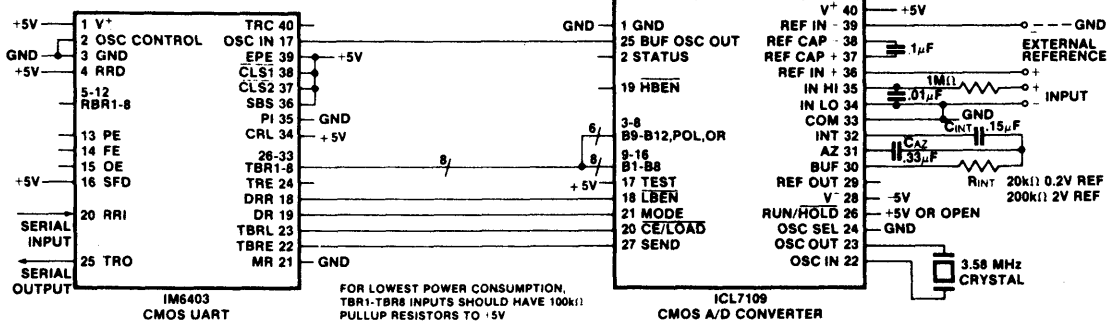 +5V
1 V+
TRC 40
2 OSC CONTROL
OSC IN 17
GND
3 GND
EPE 39
+5V
+5V
4 RRD
CLS1 38
CLS2 37
5-12
RBR1-8
SBS 36
PI 35
GND
13 PE
CRL 34
+5V
14 FE
26-33
15 OE
TBR1-8
8
+5V
16 SFD
TRE 24
DRR 18
20 RRI
DR 19
SERIAL
INPUT
TBRL 23
TBRE 22
25 TRO
MR 21
GND
SERIAL
OUTPUT
IM6403
CMOS UART
FOR LOWEST POWER CONSUMPTION,
TBR1-TBR8 INPUTS SHOULD HAVE 100kΩ
PULLUP RESISTORS TO +5V
V+ 40
+5V
GND
1 GND
REF IN - 39
GND
25 BUF OSC OUT
REF CAP - 38
EXTERNAL
REFERENCE
2 STATUS
REF CAP + 37
.1μF
REF IN + 36
+
19 HBEN
IN HI 35
1MΩ
+
.01μF
INPUT
IN LO 34
-
3-8
COM 33
GND
6
B9-B12,POL,OR
INT 32
CINT
.15μF
9-16
AZ 31
CAZ
.33μF
8
B1-B8
BUF 30
RINT
20kΩ 0.2V REF
200kΩ 2V REF
+5V
17 TEST
REF OUT 29
18 LBEN
V- 28
-5V
21 MODE
RUN/HOLD 26
+5V OR OPEN
20 CE/LOAD
OSC SEL 24
GND
27 SEND
OSC OUT 23
OSC IN 22
3.58 MHz
CRYSTAL
ICL7109
CMOS A/D CONVERTER